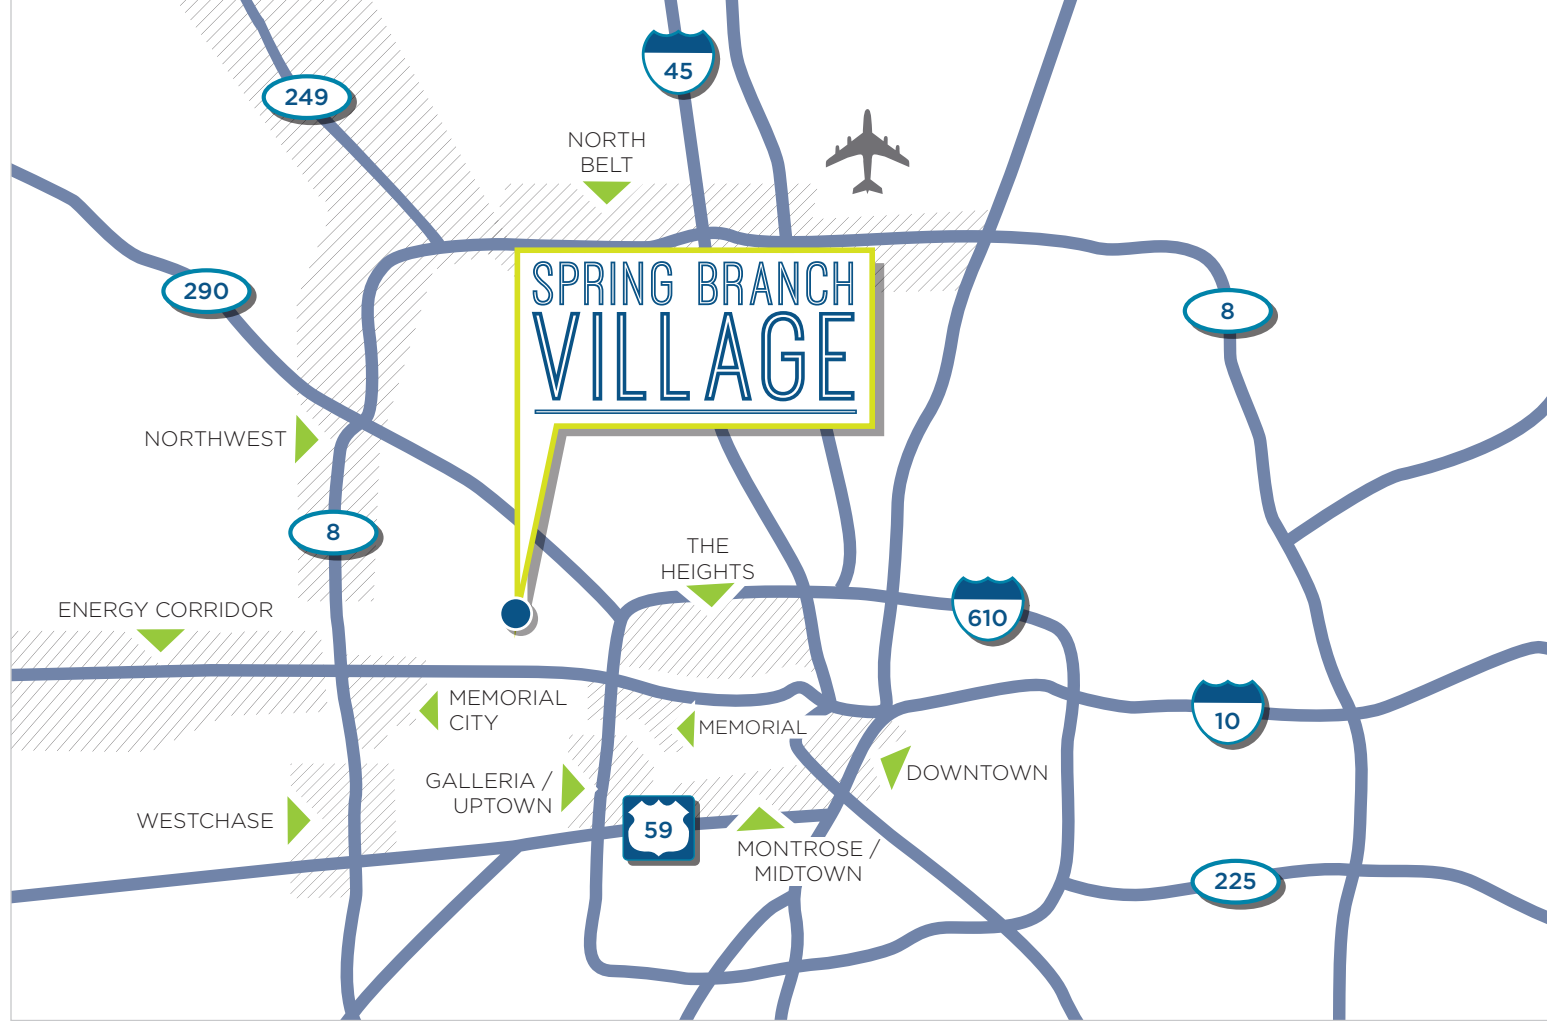 45
249
NORTH
BELT
290
SPRING BRANCH
VILLAGE
8
NORTHWEST
8
THE
HEIGHTS
ENERGY CORRIDOR
610
MEMORIAL
CITY
MEMORIAL
10
DOWNTOWN
GALLERIA /
UPTOWN
WESTCHASE
59
MONTROSE /
MIDTOWN
225